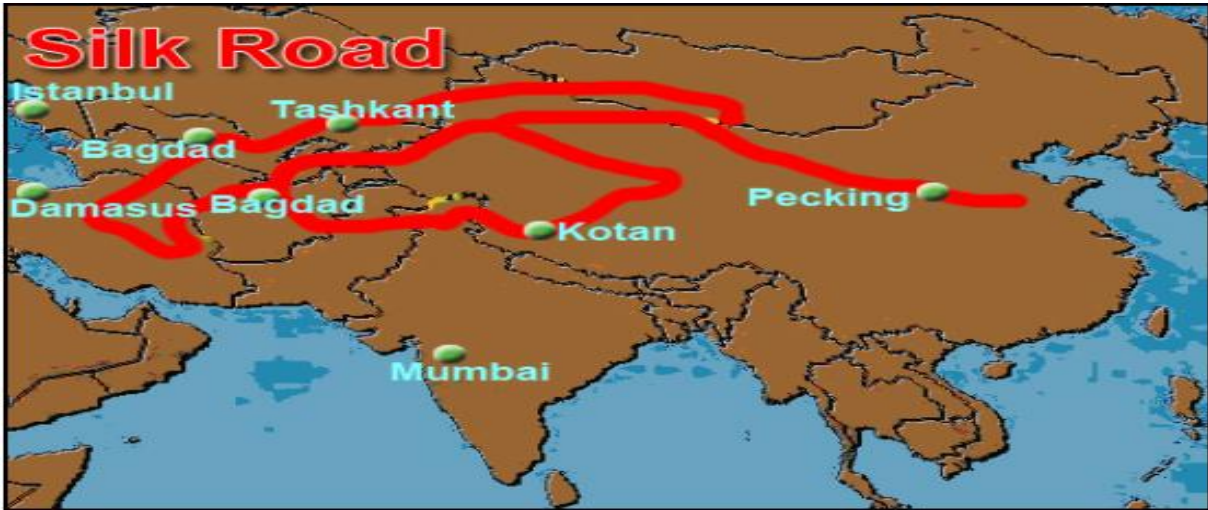 Silk Road
Istanbul
Tashkant
Bagdad
Damasus
Bagdad
Pecking
Kotan
Mumbai